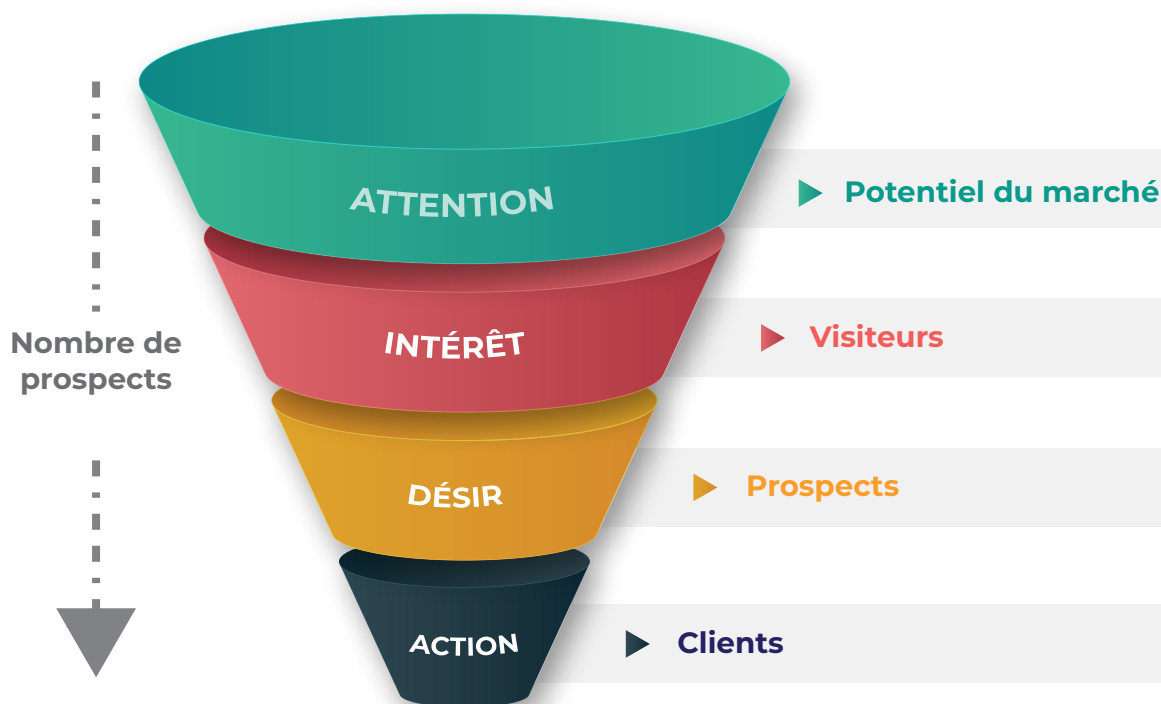 ATTENTION
Potentiel du marché
INTÉRÊT
Visiteurs
Nombre de
prospects
DÉSIR
Prospects
ACTION
Clients